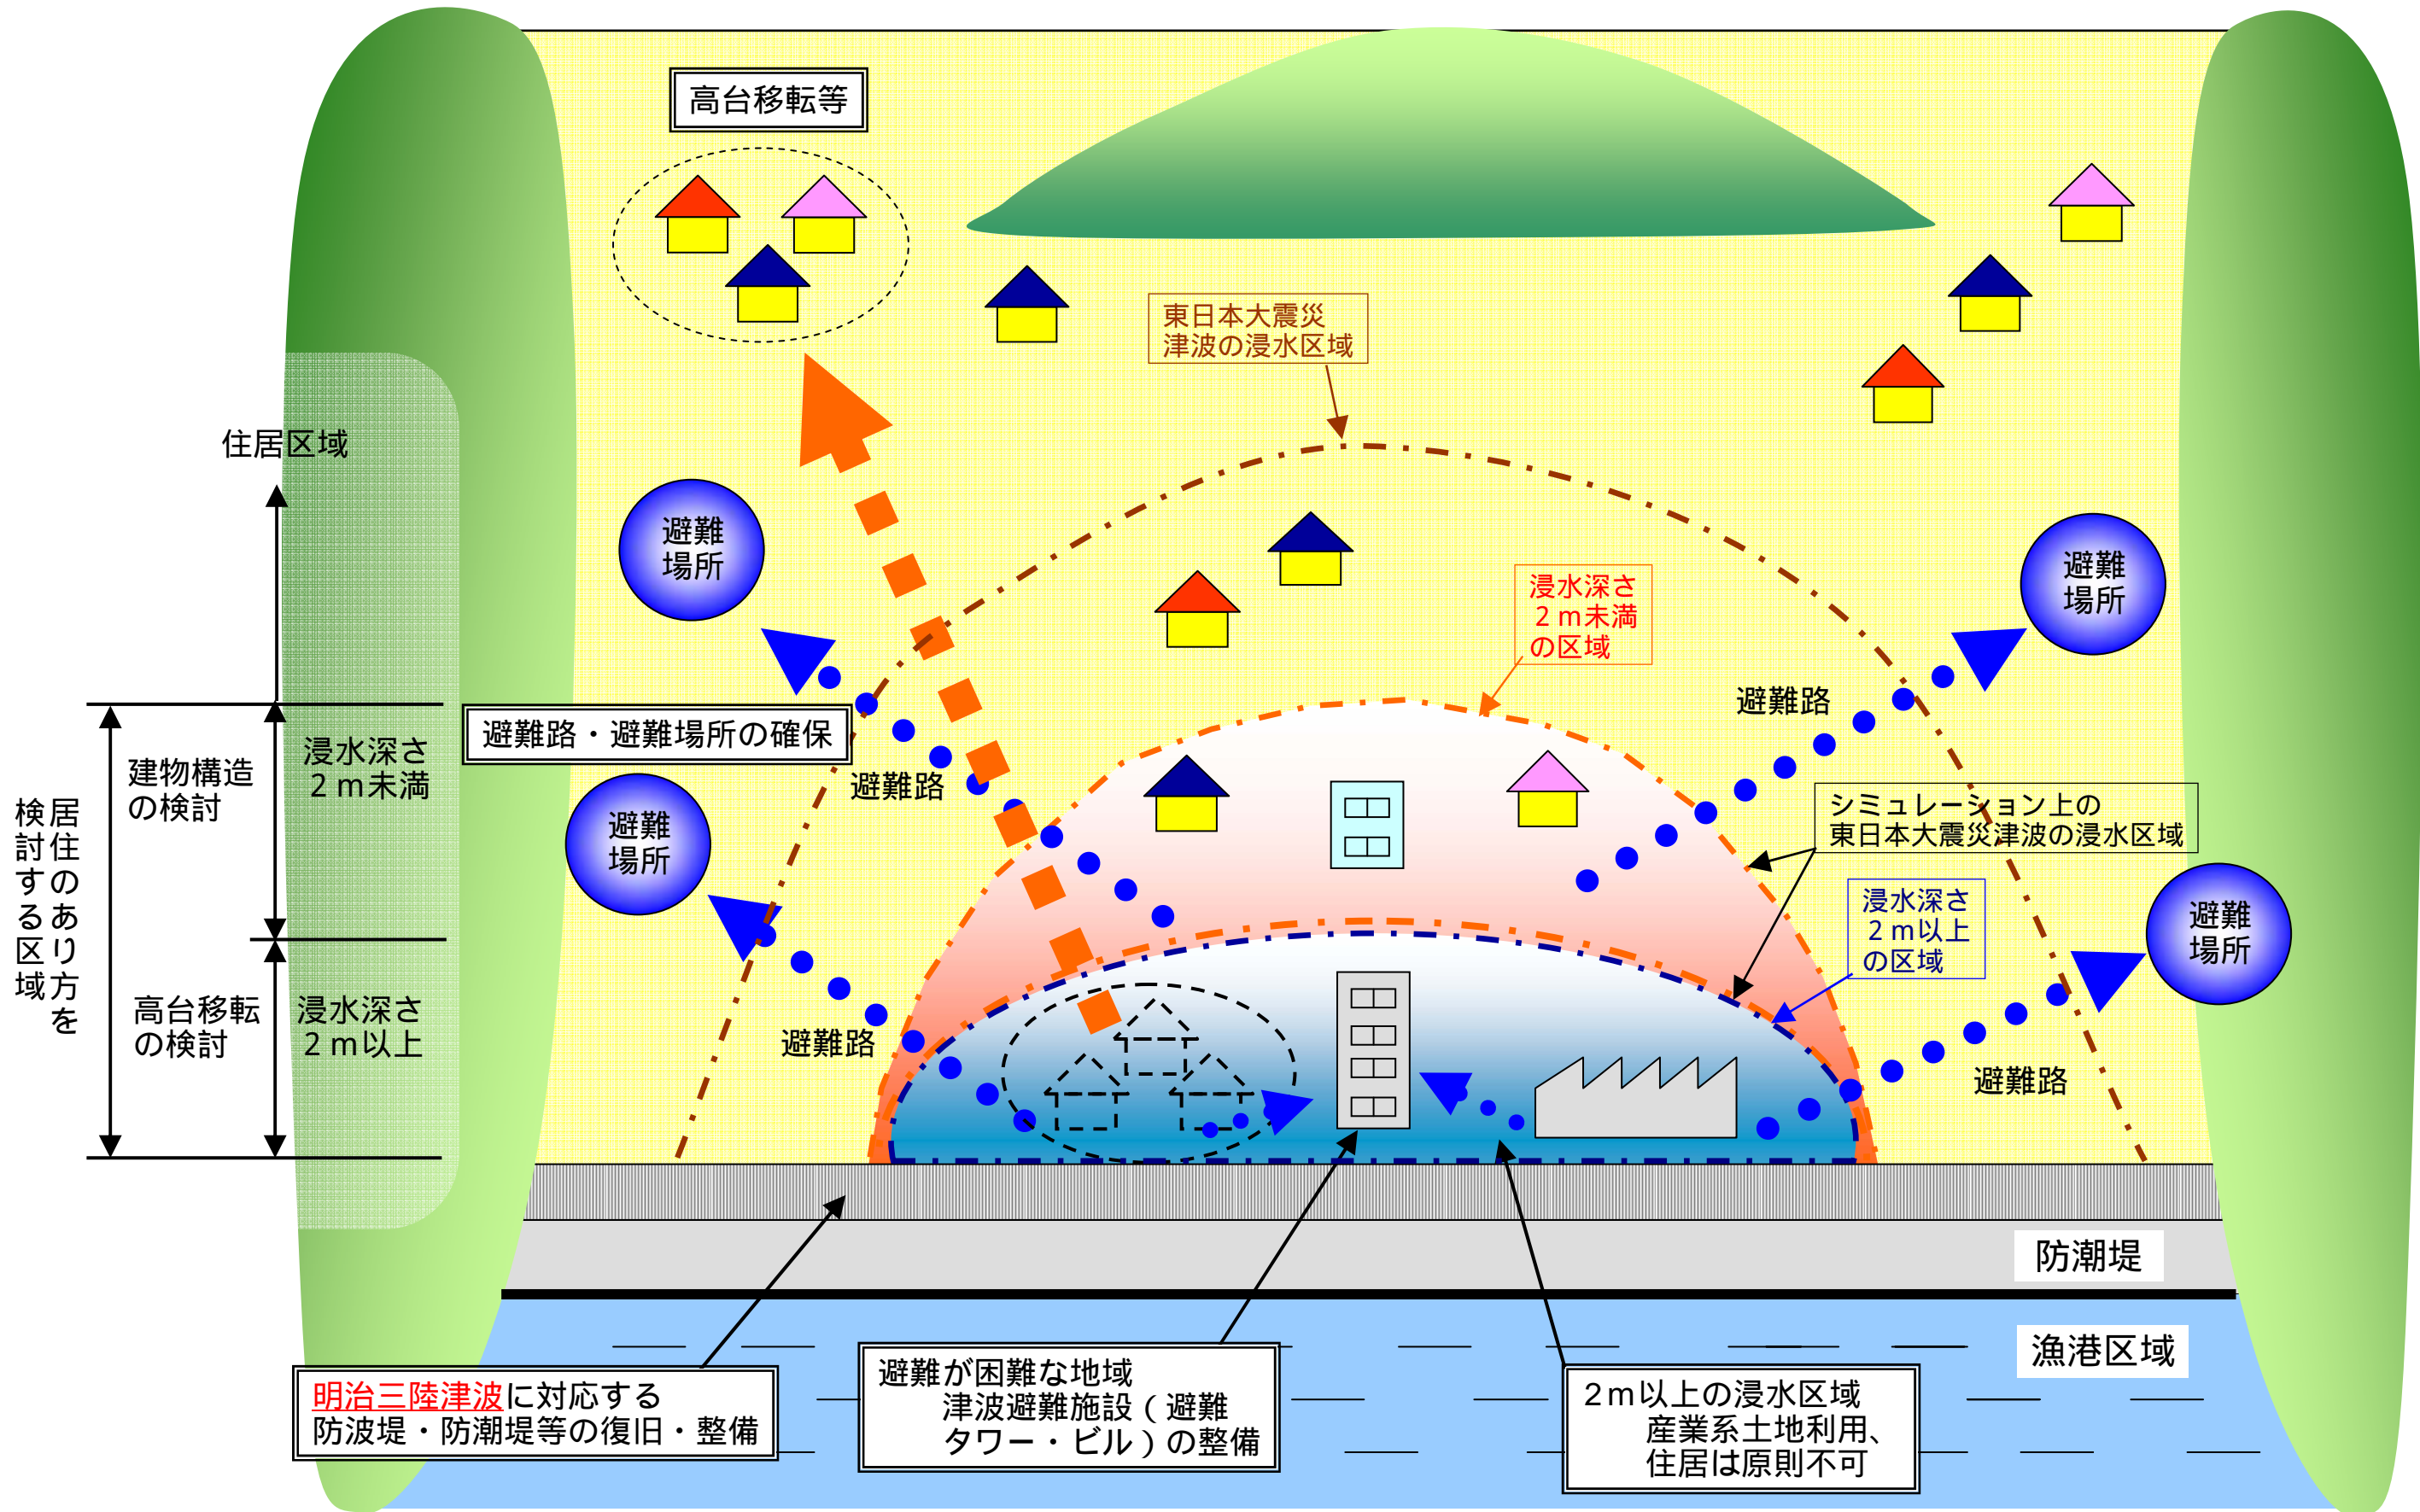 高台移転等
東日本大震災
津波の浸水区域
住居区域
避難
場所
避難
場所
浸水深さ
２ｍ未満
の区域
避難路
避難路・避難場所の確保
避難路
建物構造
の検討
浸水深さ
２ｍ未満
居住のあり方を
検討する区域
避難
場所
シミュレーション上の
東日本大震災津波の浸水区域
浸水深さ
２ｍ以上
の区域
避難
場所
高台移転
の検討
浸水深さ
２ｍ以上
避難路
避難路
防潮堤
漁港区域
明治三陸津波に対応する
防波堤・防潮堤等の復旧・整備
避難が困難な地域
津波避難施設（避難
タワー・ビル）の整備
２ｍ以上の浸水区域
産業系土地利用、
住居は原則不可